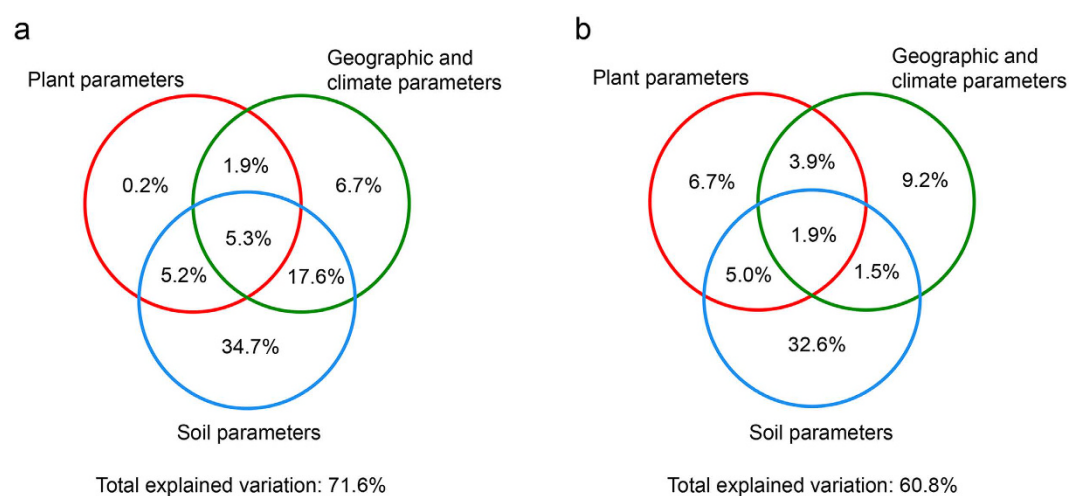 a
Plant parameters
Geographic and
climate parameters
1.9%
0.2%
6.7%
5.3%
5.2%
17.6%
34.7%
Soil parameters
Total explained variation: 71.6%
b
Plant parameters
Geographic and
climate parameters
3.9%
6.7%
9.2%
1.9%
5.0%
1.5%
32.6%
Soil parameters
Total explained variation: 60.8%